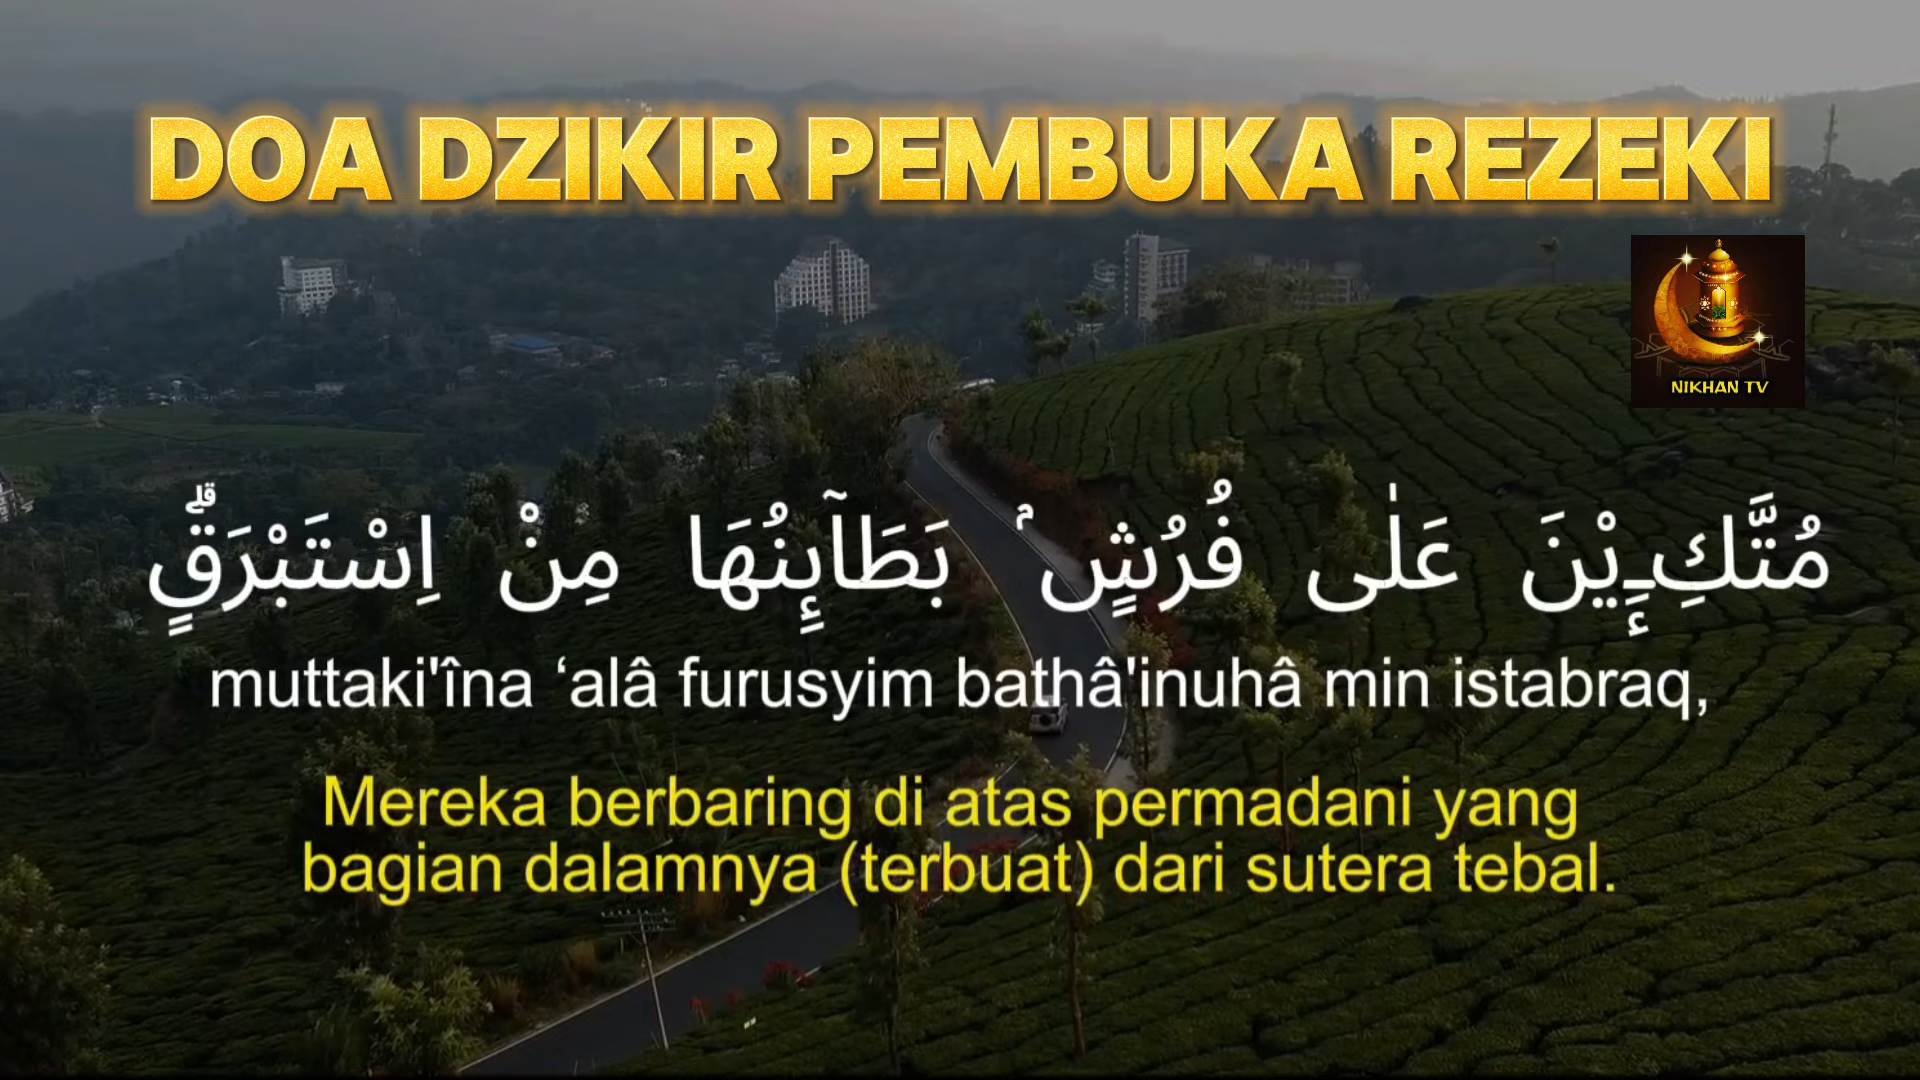 DOA DZIKIR PEMBUKA REZEKI
NIKHAN TV
مُتَّكِـِٕيْنَ عَلٰى فُرُشٍۢ بَطَاۤىِٕنُهَا مِنْ اِسْتَبْرَقٍۗ
muttaki'îna ‘alâ furusyim bathâ'inuhâ min istabraq,
Mereka berbaring di atas permadani yang
bagian dalamnya (terbuat) dari sutera tebal.